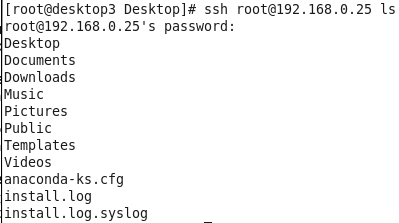 [root@desktop3 Desktop]# ssh root@192.168.0.25 ls
root@192.168.0.25's password:
Desktop
Documents
Downloads
Music
Pictures
Public
Templates
Videos
anaconda-ks.cfg
install.log
install.log.syslog